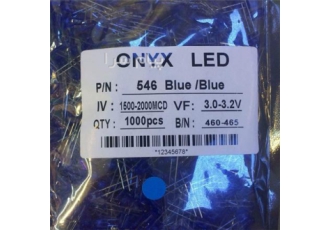 ONYX LED
P/N: 546 Blue /Blue
IV: 1500-2000MCD VF: 3.0-3.2V
QTY: 1000pcs B/N: 460-465
*12345678*